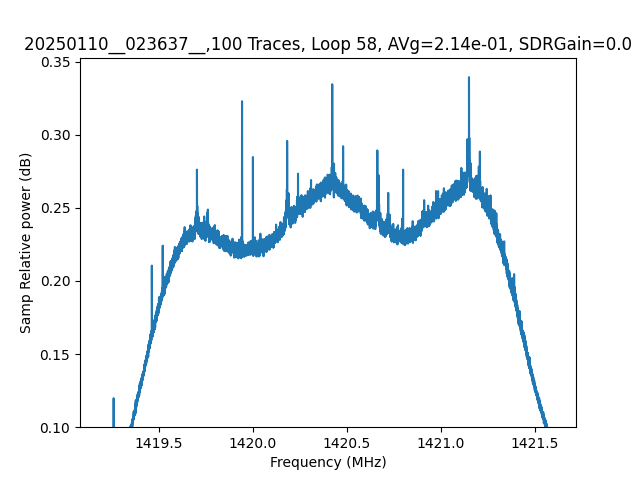 20250110__023637__,100 Traces, Loop 58, AVg=2.14e-01, SDRGain=0.0
0.35
0.30
0.25
0.20
0.15
0.10
Samp Relative power (dB)
1419.5 1420.0 1420.5 1421.0 1421.5
Frequency (MHz)